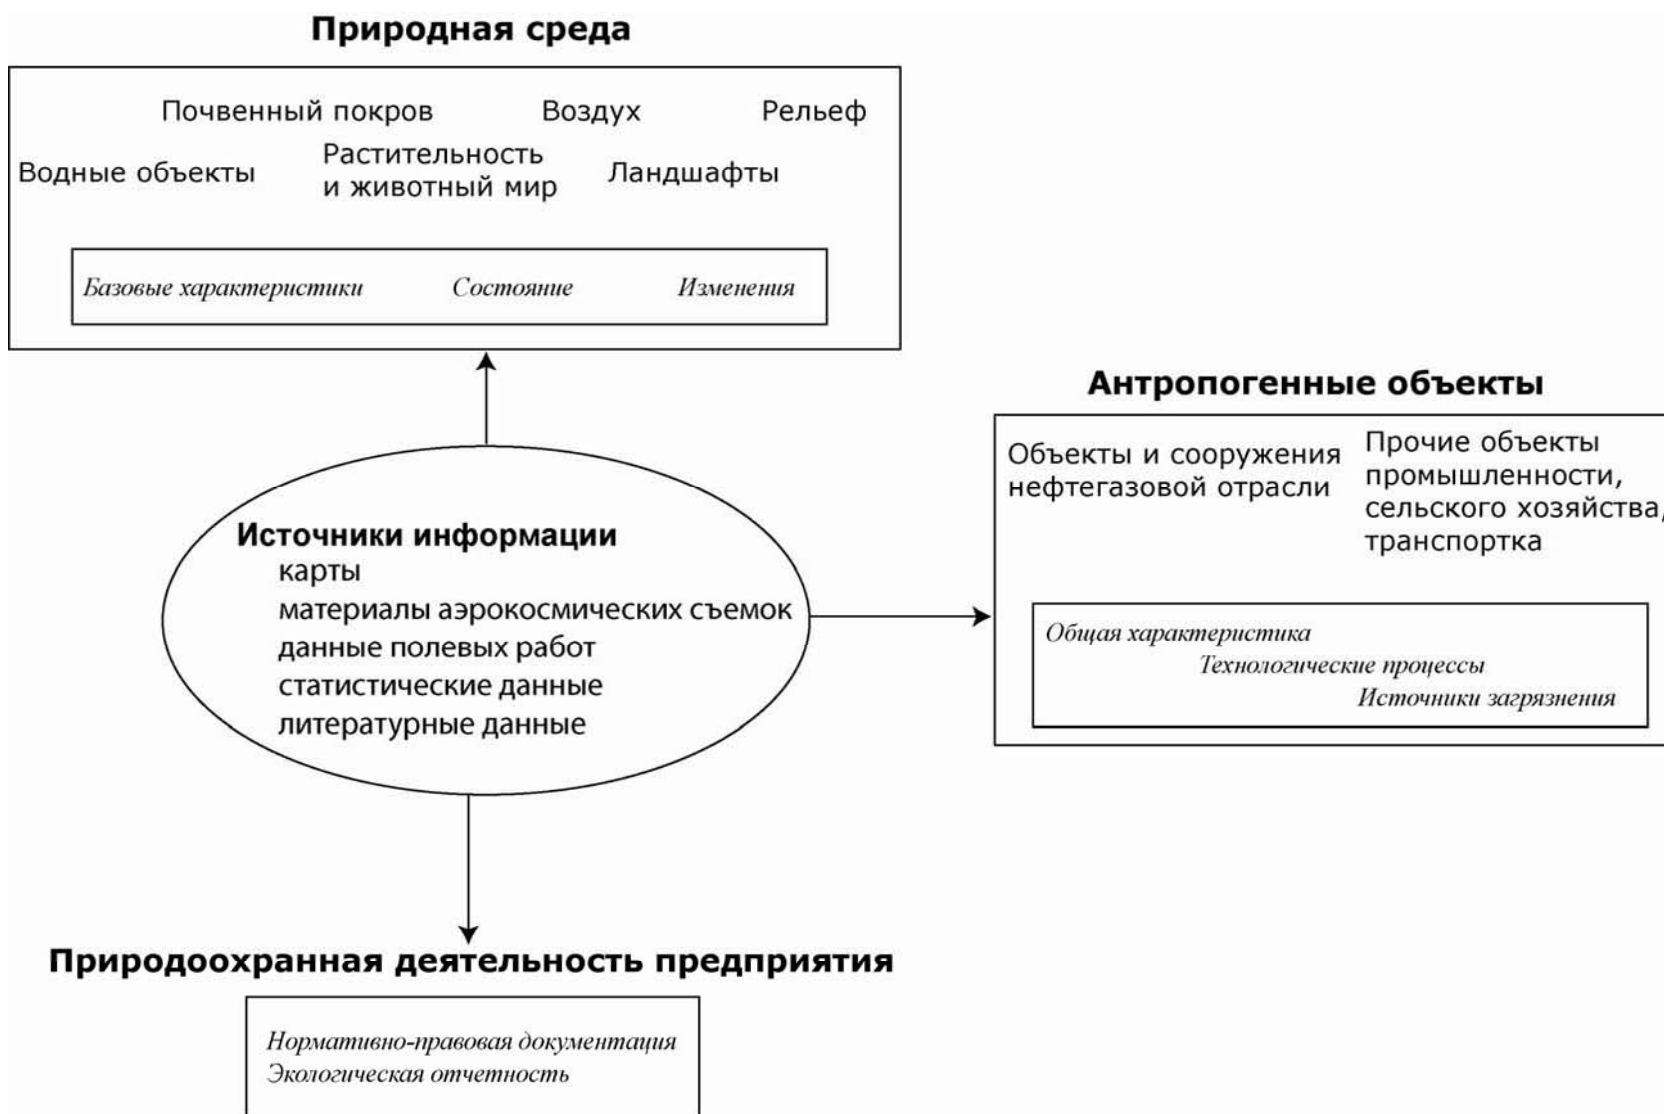 Природная среда
Почвенный покров Воздух Рельеф
Водные объекты Растительность и животный мир Ландшафты
Базовые характеристики Состояние Изменения
Антропогенные объекты
Объекты и сооружения
нефтегазовой отрасли
Прочие объекты
промышленности,
сельского хозяйства,
транспортка
Общая характеристика
Технологические процессы
Источники загрязнения
Источники информации
карты
материалы аэрокосмических съемок
данные полевых работ
статистические данные
литературные данные
Природоохранная деятельность предприятия
Нормативно-правовая документация
Экологическая отчетность